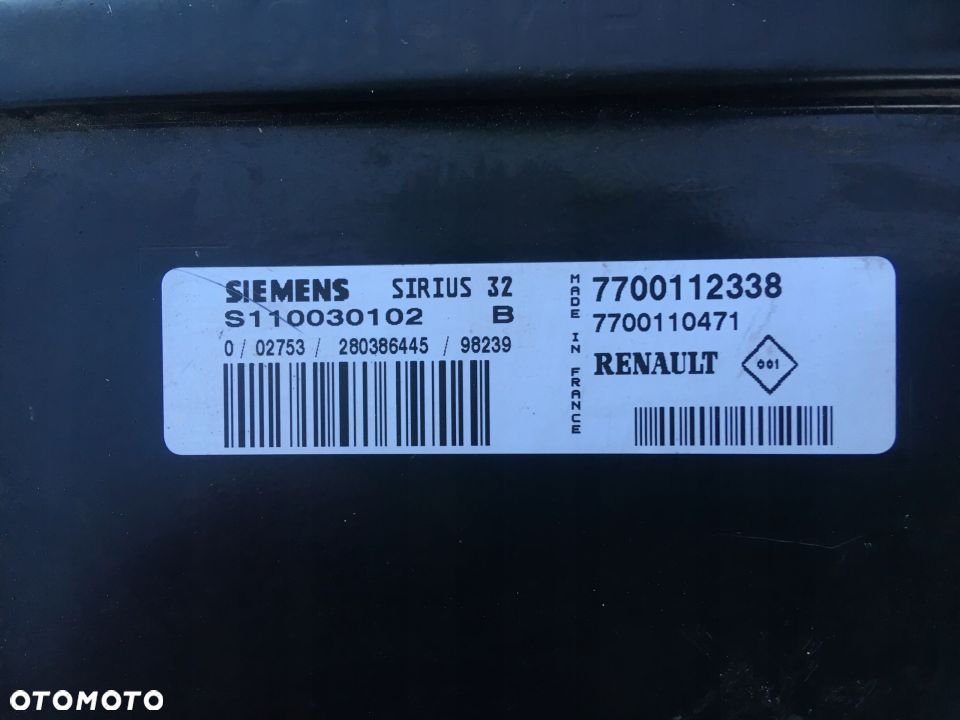 SIEMENS SIRIUS 32
S110030102 B
0 / 02753 / 280386445 / 98239
MADE IN FRANCE
7700112338
7700110471
RENAULT 001
OTOMOTO